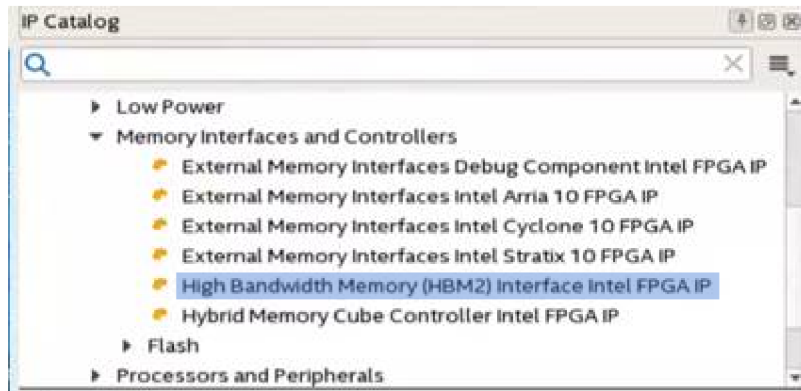 IP Catalog
Low Power
Memory Interfaces and Controllers
External Memory Interfaces Debug Component Intel FPGA IP
External Memory Interfaces Intel Arria 10 FPGA IP
External Memory Interfaces Intel Cyclone 10 FPGA IP
External Memory Interfaces Intel Stratix 10 FPGA IP
High Bandwidth Memory (HBM2) Interface Intel FPGA IP
Hybrid Memory Cube Controller Intel FPGA IP
Flash
Processors and Peripherals